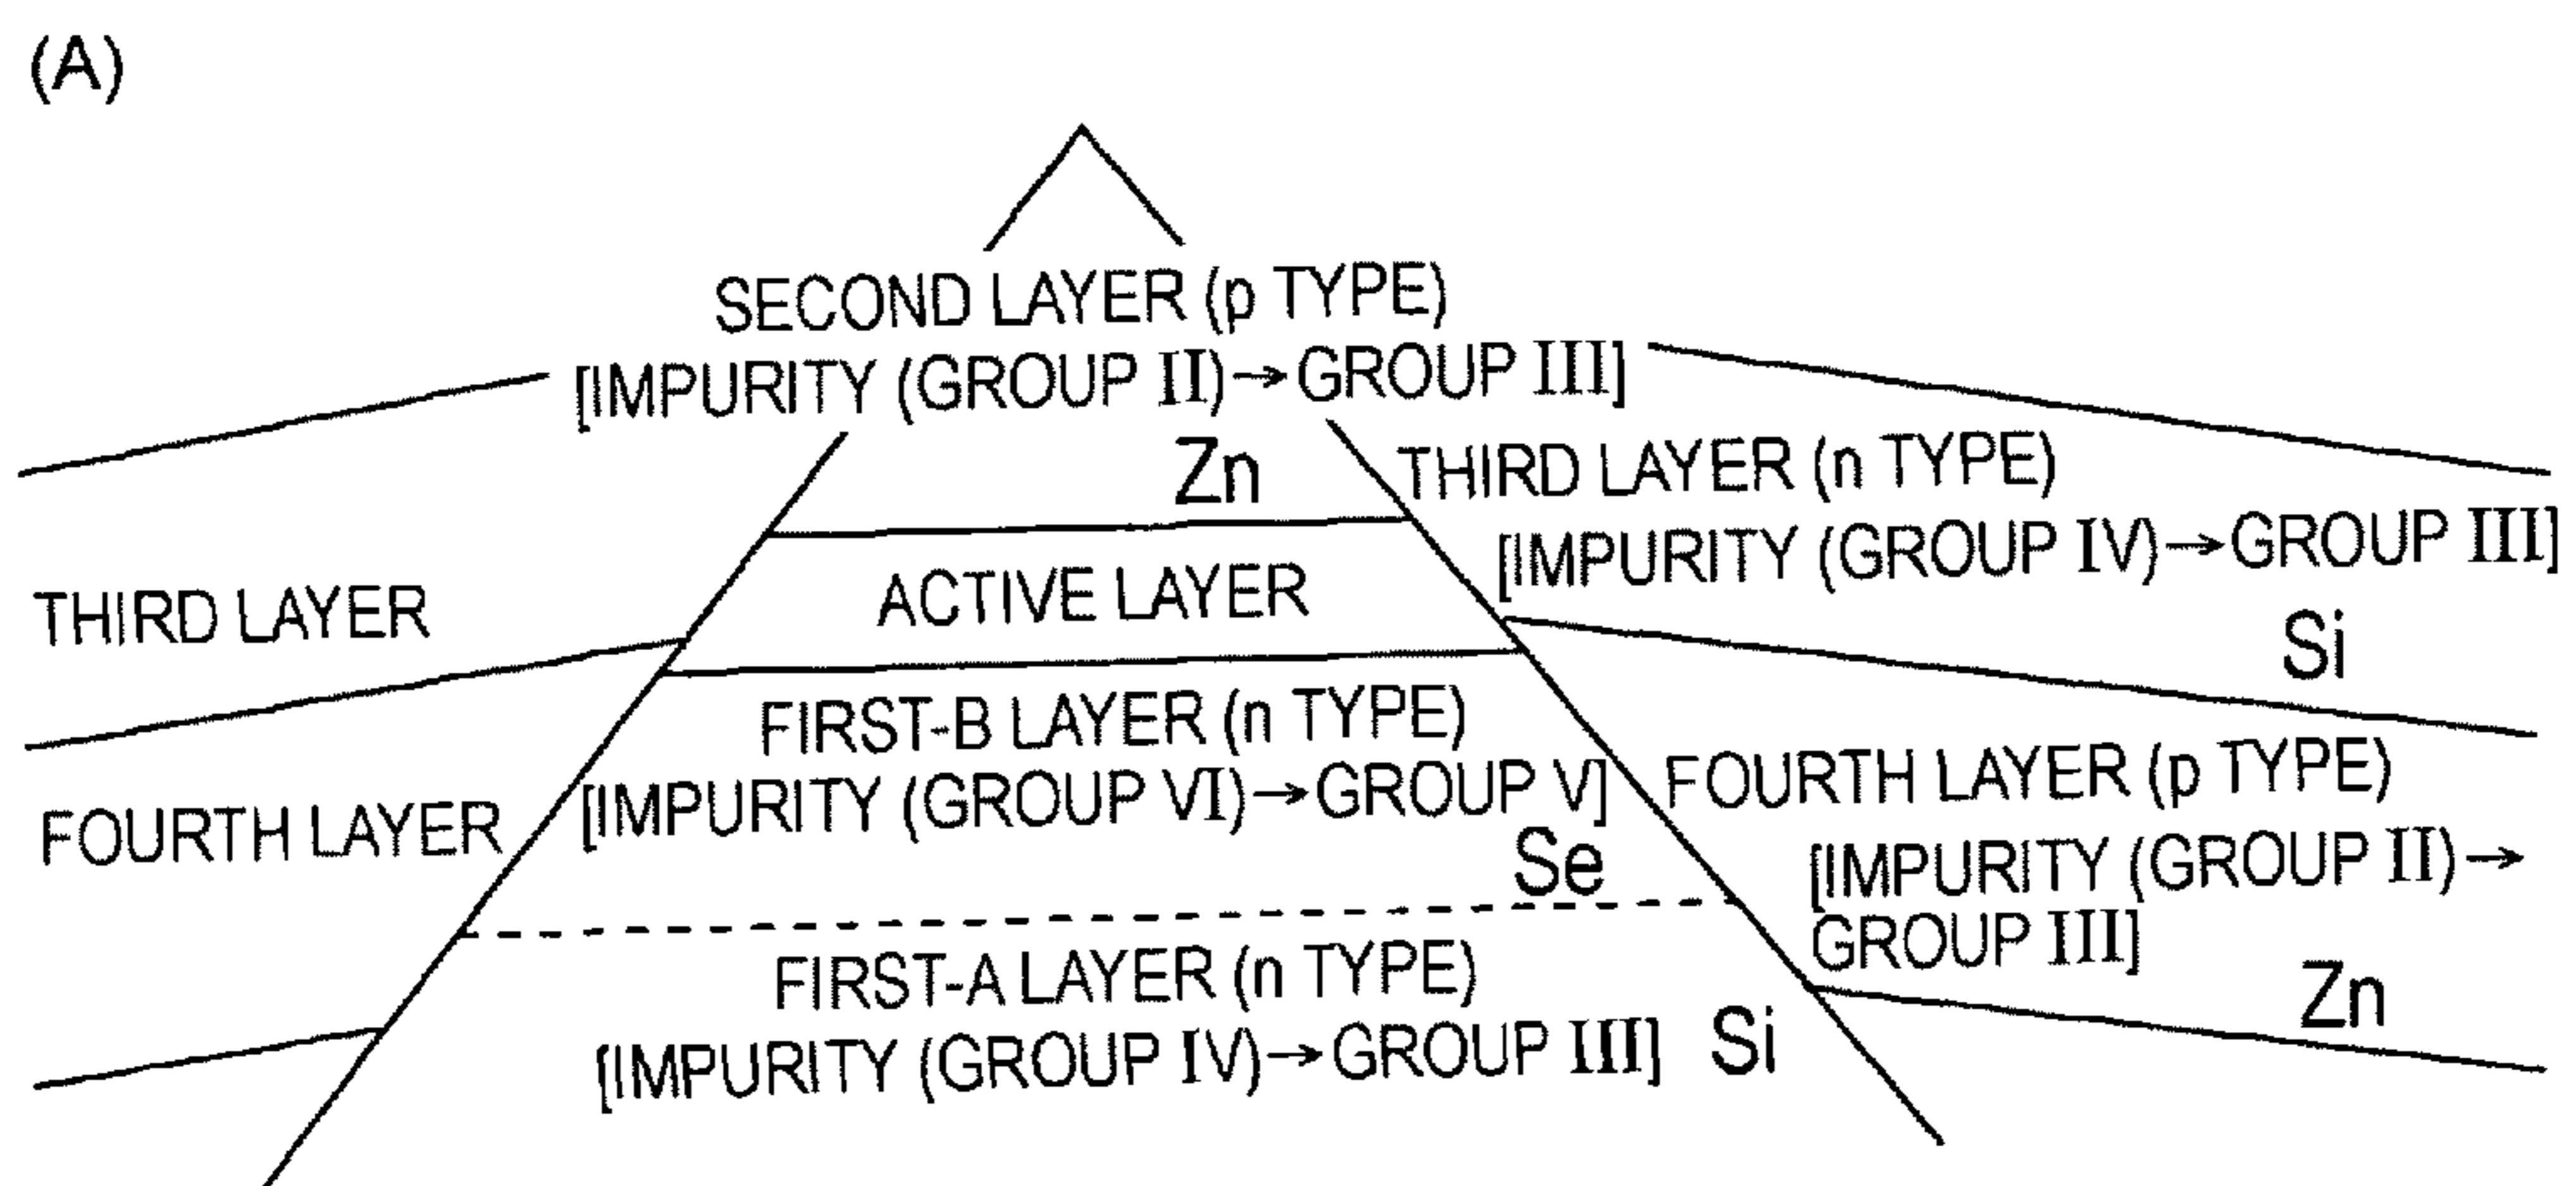 (A)
SECOND LAYER (p TYPE)
[IMPURITY (GROUP II)→GROUP III]
Zn
THIRD LAYER (n TYPE)
[IMPURITY (GROUP IV)→GROUP III]
Si
THIRD LAYER
ACTIVE LAYER
FIRST-B LAYER (n TYPE)
[IMPURITY (GROUP VI)→GROUP V]
Se
FOURTH LAYER
FOURTH LAYER (p TYPE)
[IMPURITY (GROUP II)→
GROUP III]
Zn
FIRST-A LAYER (n TYPE)
[IMPURITY (GROUP IV)→GROUP III]
Si